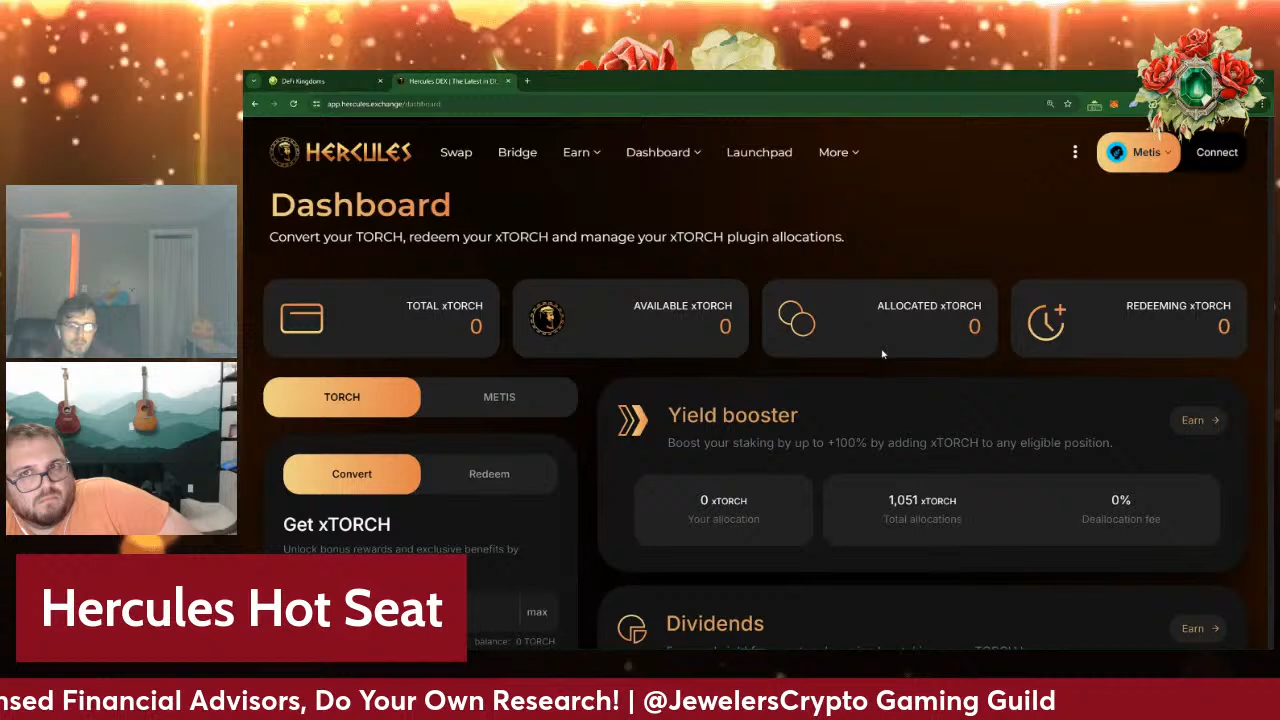 Defi Kingdoms
Hercules DEX | The Latest in D
app.hercules.exchange/dashboard
HERCULES
Swap
Bridge
Earn
Dashboard
Launchpad
More
Metis
Connect
Dashboard
Convert your TORCH, redeem your xTORCH and manage your xTORCH plugin allocations.
TOTAL xTORCH
0
AVAILABLE xTORCH
0
ALLOCATED xTORCH
0
REDEEMING xTORCH
0
TORCH
METIS
Convert
Redeem
Get xTORCH
Unlock bonus rewards and exclusive benefits by
max
balance: 0 TORCH
Yield booster
Earn →
Boost your staking by up to +100% by adding xTORCH to any eligible position.
0 xTORCH
Your allocation
1,051 xTORCH
Total allocations
0%
Deallocation fee
Dividends
Earn →
Hercules Hot Seat
nsed Financial Advisors, Do Your Own Research! | @JewelersCrypto Gaming Guild